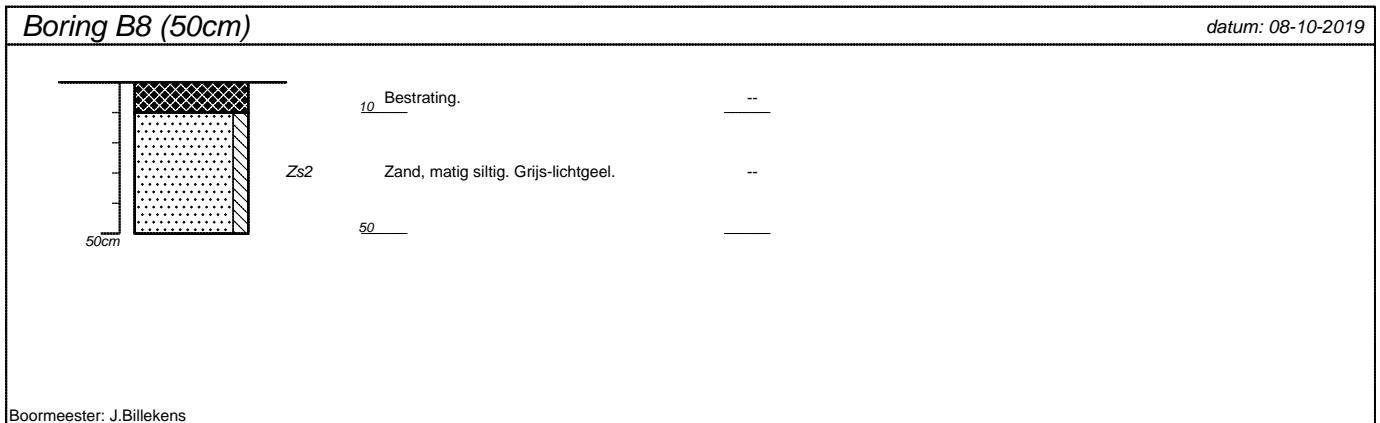 Boring B8 (50cm) datum: 08-10-2019
10 Bestrating. --
Zs2 Zand, matig siltig. Grijs-lichtgeel. --
50
50cm
Boormeester: J.Billekens